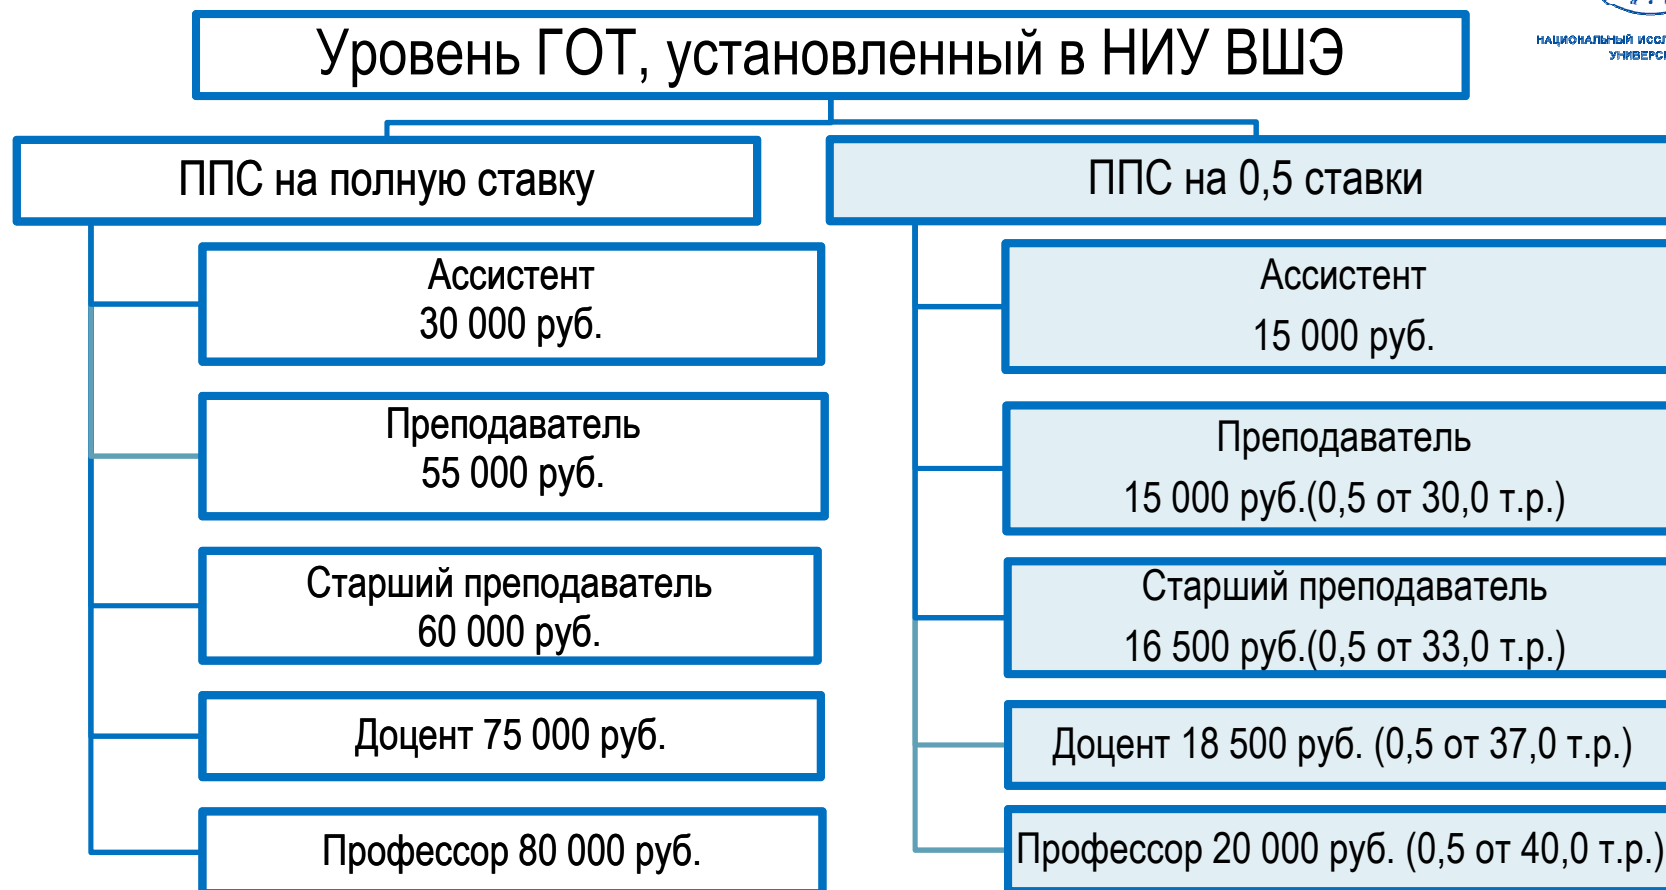 НАЦИОНАЛЬНЫЙ
Уровень ГОТ, установленный в НИУ ВШЭ
ППС на полную ставку
Ассистент
30 000 руб.
Преподаватель
55 000 руб.
Старший преподаватель
60 000 руб.
Доцент 75 000 руб.
Профессор 80 000 руб.
ППС на 0,5 ставки
Ассистент
15 000 руб.
Преподаватель
15 000 руб.(0,5 от 30,0 т.р.)
Старший преподаватель
16 500 руб.(0,5 от 33,0 т.р.)
Доцент 18 500 руб. (0,5 от 37,0 т.р.)
Профессор 20 000 руб. (0,5 от 40,0 т.р.)